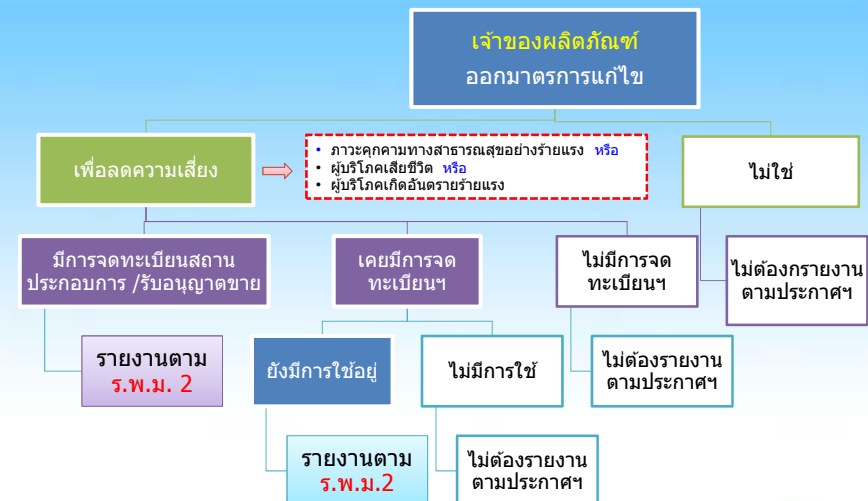 เจ้าของผลิตภัณฑ์
ออกมาตรการแก้ไข
เพื่อลดความเสี่ยง
• ภาวะคุกคามทางสาธารณสุขอย่างร้ายแรง หรือ
• ผู้บริโภคเสียชีวิต หรือ
• ผู้บริโภคเกิดอันตรายร้ายแรง
ไม่ใช่
มีการจดทะเบียนสถาน
ประกอบการ /รับอนุญาตขาย
เคยมีการจด
ทะเบียนฯ
ไม่มีการจด
ทะเบียนฯ
ไม่ต้องกรายงาน
ตามประกาศฯ
รายงานตาม
ร.พ.ม. 2
ยังมีการใช้อยู่
ไม่มีการใช้
ไม่ต้องรายงาน
ตามประกาศฯ
รายงานตาม
ร.พ.ม.2
ไม่ต้องรายงาน
ตามประกาศฯ